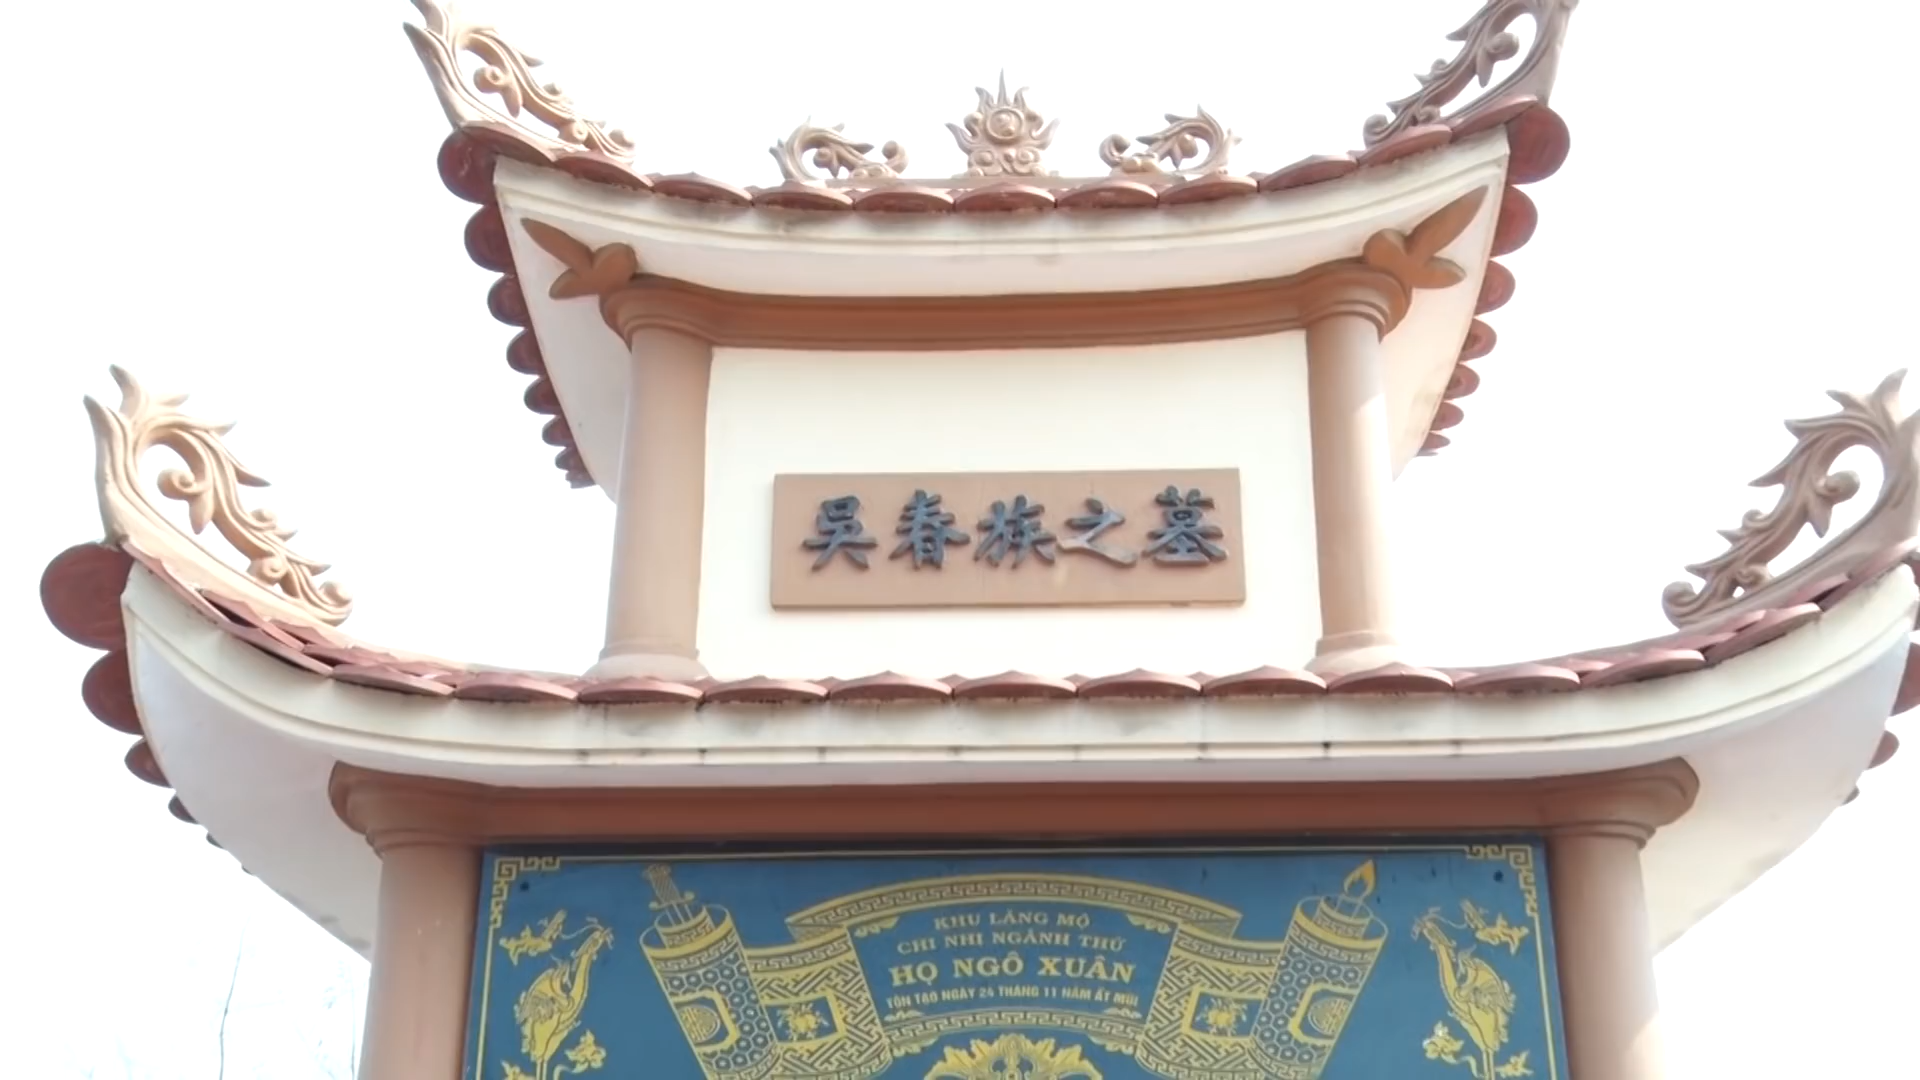 吳春族之墓
KHU LĂNG MỘ
CHI NHỊ NGÀNH THỨ
HỌ NGÔ XUÂN
TÔN TẠO NGÀY 24 THÁNG 11 NĂM ẤT MÙI